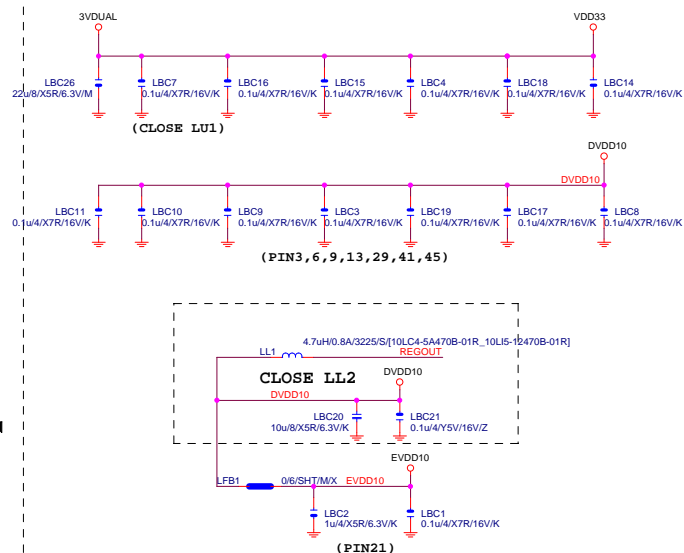 3VDUAL VDD33
LBC26 LBC7 LBC16 LBC15 LBC4 LBC18 LBC14
22u/8/X5R/6.3V/M 0.1u/4/X7R/16V/K 0.1u/4/X7R/16V/K 0.1u/4/X7R/16V/K 0.1u/4/X7R/16V/K 0.1u/4/X7R/16V/K 0.1u/4/X7R/16V/K
(CLOSE LU1)
DVDD10
DVDD10
LBC11 LBC10 LBC9 LBC3 LBC19 LBC17 LBC8
0.1u/4/X7R/16V/K 0.1u/4/X7R/16V/K 0.1u/4/X7R/16V/K 0.1u/4/X7R/16V/K 0.1u/4/X7R/16V/K 0.1u/4/X7R/16V/K 0.1u/4/X7R/16V/K
(PIN3,6,9,13,29,41,45)
4.7uH/0.8A/3225/S/[10LC4-5A470B-01R_10LI5-12470B-01R]
LL1 REGOUT
CLOSE LL2
DVDD10
DVDD10
LBC20 LBC21
10u/8/X5R/6.3V/K 0.1u/4/Y5V/16V/Z
EVDD10
LFB1 0/6/SHT/M/X EVDD10
LBC2 LBC1
1u/4/X5R/6.3V/K 0.1u/4/X7R/16V/K
(PIN21)